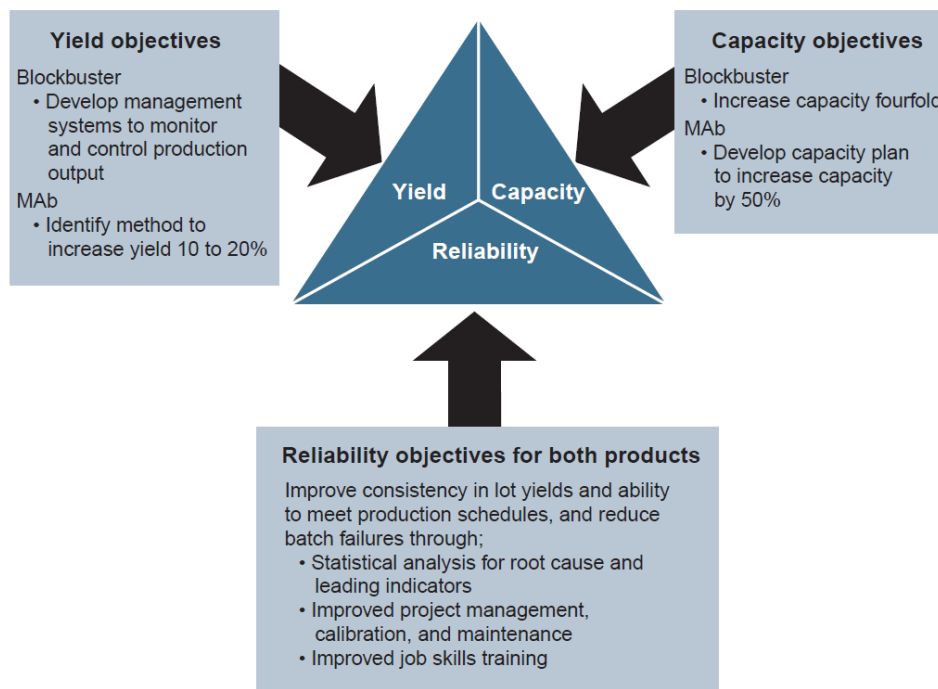 Yield objectives
Blockbuster
• Develop management
systems to monitor
and control production
output
MAb
• Identify method to
increase yield 10 to 20%
Capacity objectives
Blockbuster
• Increase capacity fourfold
MAb
• Develop capacity plan
to increase capacity
by 50%
Yield
Capacity
Reliability
Reliability objectives for both products
Improve consistency in lot yields and ability
to meet production schedules, and reduce
batch failures through;
• Statistical analysis for root cause and
leading indicators
• Improved project management,
calibration, and maintenance
• Improved job skills training